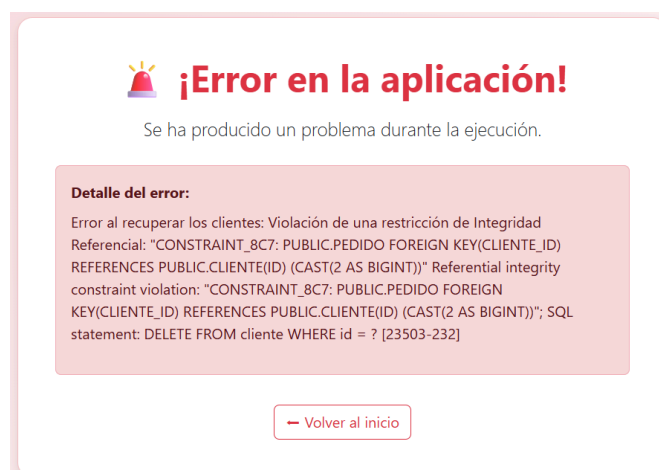 🚨 ¡Error en la aplicación!
Se ha producido un problema durante la ejecución.
Detalle del error:
Error al recuperar los clientes: Violación de una restricción de Integridad
Referencial: "CONSTRAINT_8C7: PUBLIC.PEDIDO FOREIGN KEY(CLIENTE_ID)
REFERENCES PUBLIC.CLIENTE(ID) (CAST(2 AS BIGINT))" Referential integrity
constraint violation: "CONSTRAINT_8C7: PUBLIC.PEDIDO FOREIGN
KEY(CLIENTE_ID) REFERENCES PUBLIC.CLIENTE(ID) (CAST(2 AS BIGINT))"; SQL
statement: DELETE FROM cliente WHERE id = ? [23503-232]
⬅ Volver al inicio